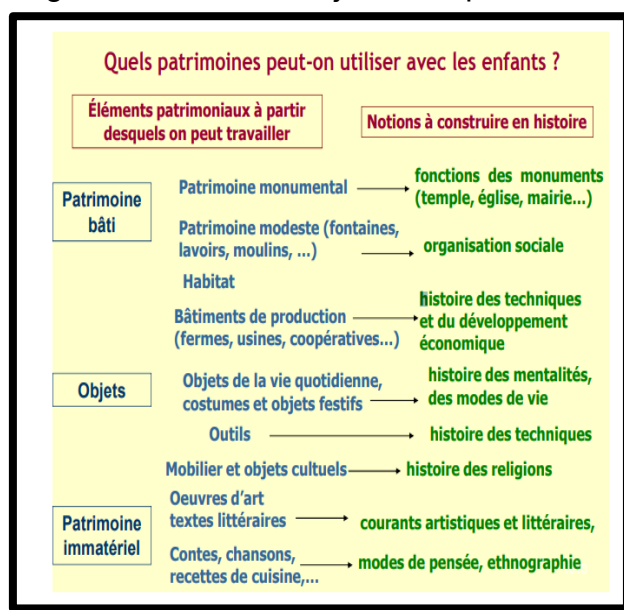 Quels patrimoines peut-on utiliser avec les enfants ?
Éléments patrimoniaux à partir
desquels on peut travailler
Notions à construire en histoire
Patrimoine
bâti
Patrimoine monumental
fonctions des monuments
(temple, église, mairie...)
Patrimoine modeste (fontaines,
lavoirs, moulins, ...)
organisation sociale
Habitat
Bâtiments de production
(fermes, usines, coopératives...)
histoire des techniques
et du développement
économique
Objets
Objets de la vie quotidienne,
costumes et objets festifs
histoire des mentalités,
des modes de vie
Outils
histoire des techniques
Mobilier et objets cultuels
histoire des religions
Patrimoine
immatériel
Oeuvres d'art
textes littéraires
courants artistiques et littéraires,
Contes, chansons,
recettes de cuisine,...
modes de pensée, ethnographie